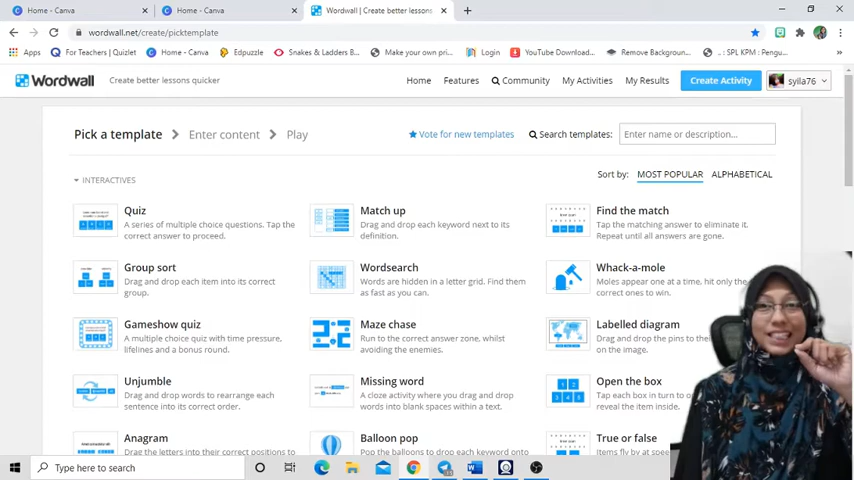 Home - Canva
Home - Canva
Wordwall | Create better lessons
wordwall.net/create/picktemplate
Apps
For Teachers | Quizlet
Home - Canva
Edpuzzle
Snakes & Ladders B...
Make your own pri...
Login
YouTube Download...
Remove Background...
.. : SPL KPM : Pengu...
Wordwall
Create better lessons quicker
Home
Features
Community
My Activities
My Results
Create Activity
syila76
Pick a template
Enter content
Play
Vote for new templates
Search templates:
Enter name or description...
INTERACTIVES
Sort by:
MOST POPULAR
ALPHABETICAL
Quiz
A series of multiple choice questions. Tap the
correct answer to proceed.
Match up
Drag and drop each keyword next to its
definition.
Find the match
Tap the matching answer to eliminate it.
Repeat until all answers are gone.
Group sort
Drag and drop each item into its correct
group.
Wordsearch
Words are hidden in a letter grid. Find them
as fast as you can.
Whack-a-mole
Moles appear one at a time, hit only the
correct ones to win.
Gameshow quiz
A multiple choice quiz with time pressure,
lifelines and a bonus round.
Maze chase
Run to the correct answer zone, whilst
avoiding the enemies.
Labelled diagram
Drag and drop the pins to
on the image.
Unjumble
Drag and drop words to rearrange each
sentence into its correct order.
Missing word
A cloze activity where you drag and drop
words into blank spaces within a text.
Open the box
Tap each box in turn to o
reveal the item inside.
Anagram
Drag the letters into their correct positions to
Balloon pop
Pop the balloons to drop each keyword onto
True or false
Items fly by at spee
Type here to search